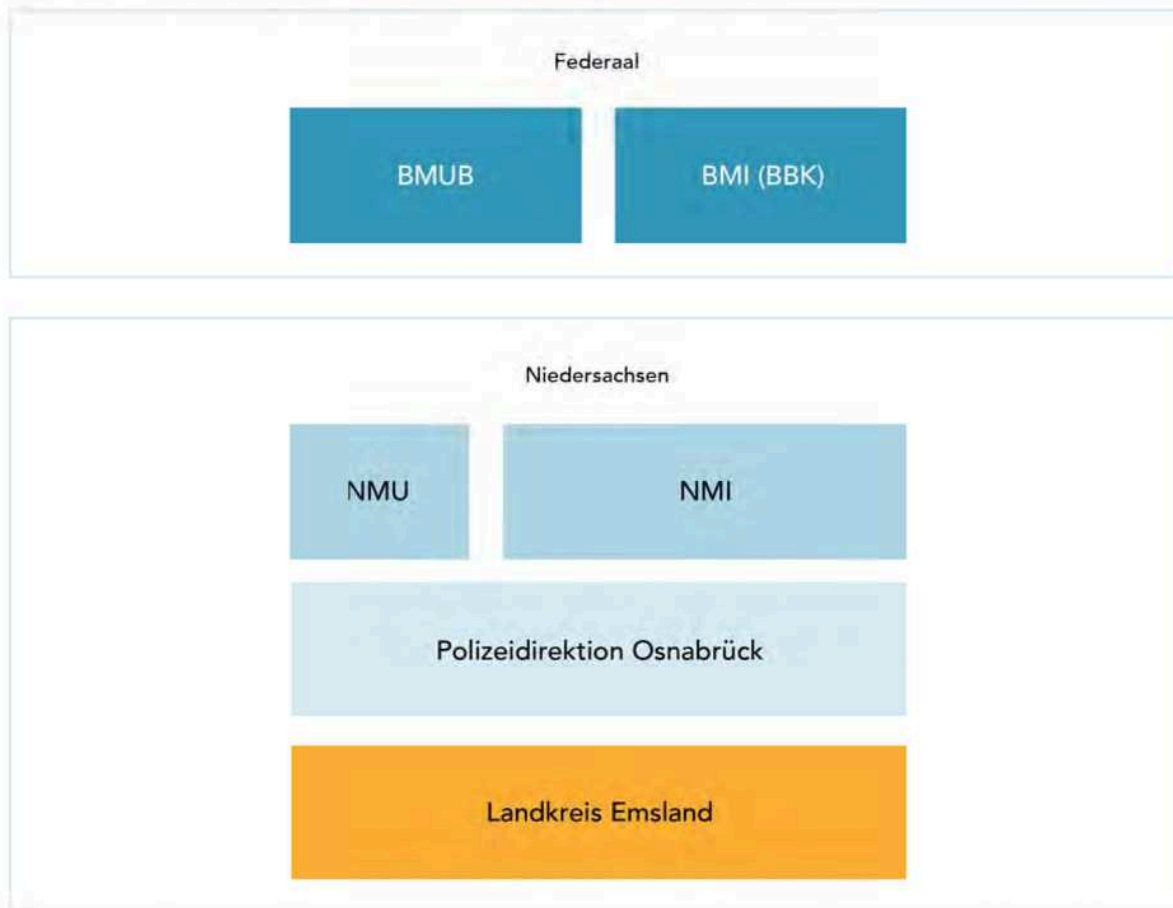 Federaal
BMUB
BMI (BBK)
Niedersachsen
NMU
NMI
Polizeidirektion Osnabrück
Landkreis Emsland